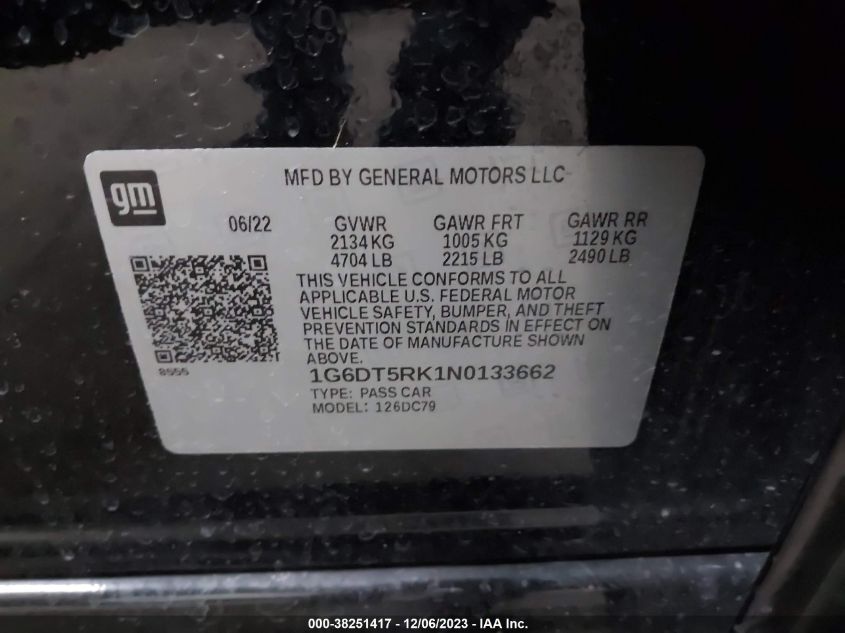 MFD BY GENERAL MOTORS LLC
gm
06/22 GVWR GAWR FRT GAWR RR
2134 KG 1005 KG 1129 KG
4704 LB 2215 LB 2490 LB
THIS VEHICLE CONFORMS TO ALL
APPLICABLE U.S. FEDERAL MOTOR
VEHICLE SAFETY, BUMPER, AND THEFT
PREVENTION STANDARDS IN EFFECT ON
THE DATE OF MANUFACTURE SHOWN
ABOVE.
1G6DT5RK1N0133662
TYPE: PASS CAR
MODEL: 126DC79
000-38251417 - 12/06/2023 - IAA Inc.